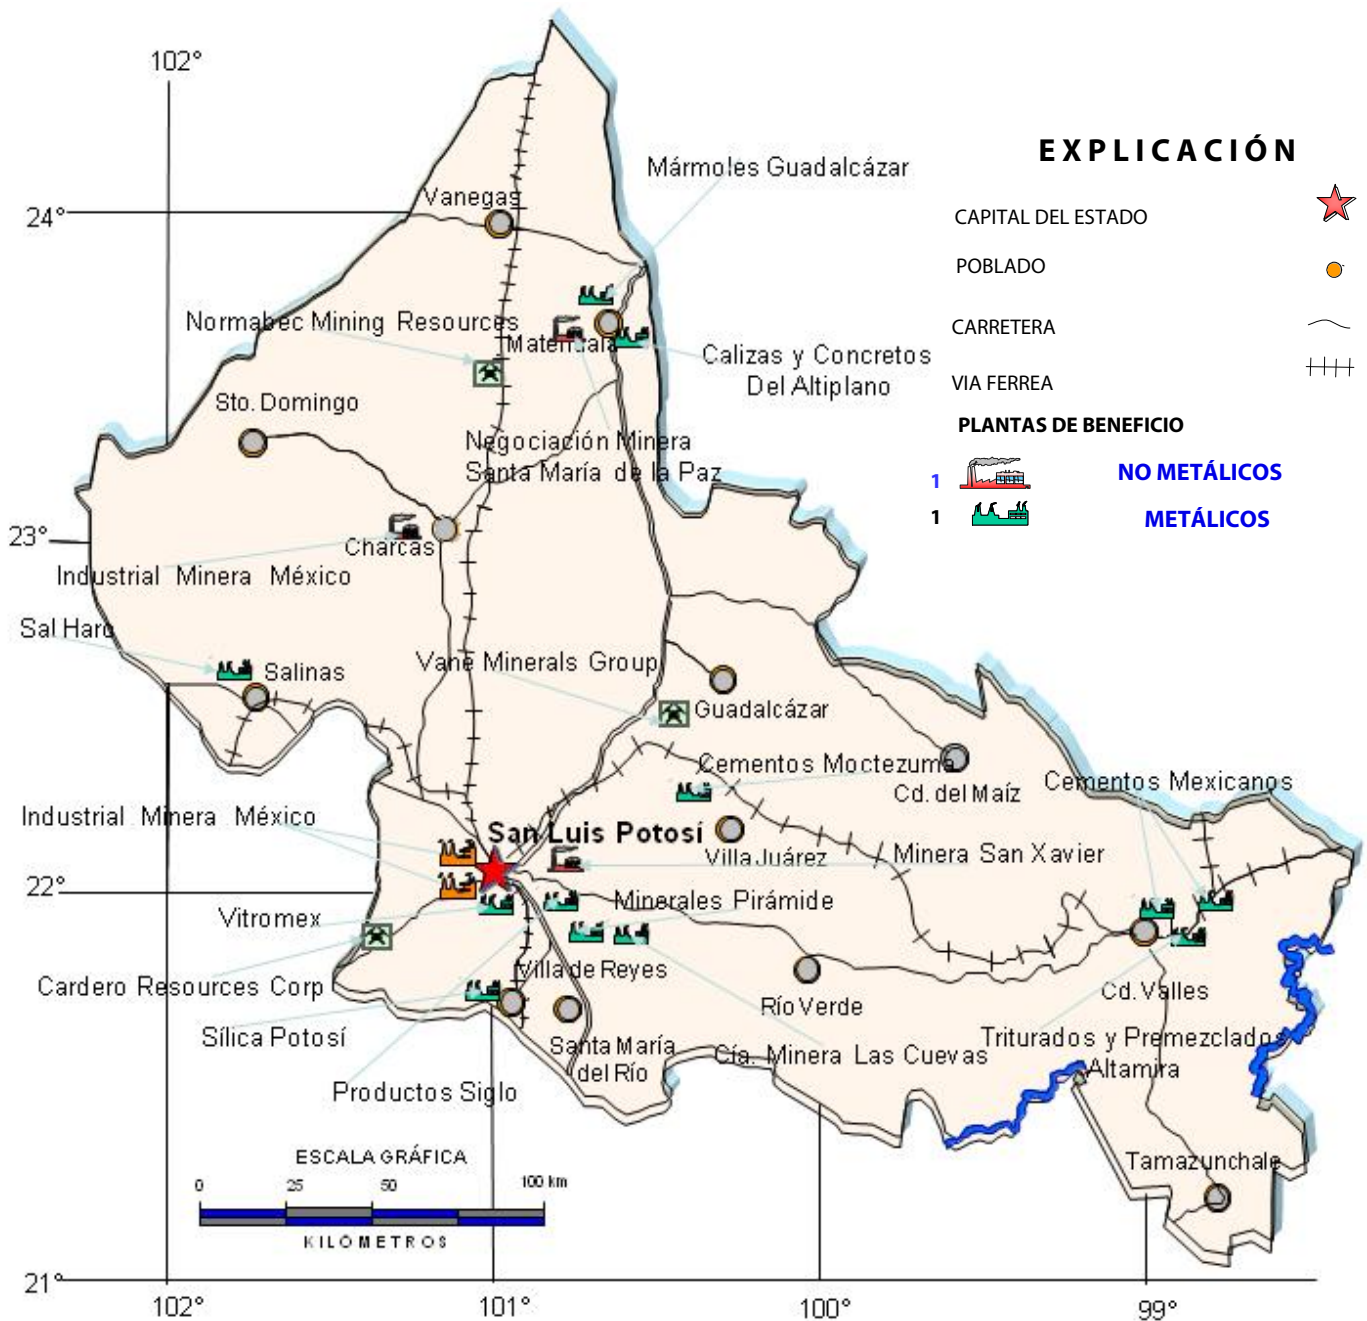 102°
EXPLICACIÓN
Mármoles Guadalcázar
Vanegas
24°
CAPITAL DEL ESTADO
POBLADO
Normabec Mining Resources
Matehuala
CARRETERA
Calizas y Concretos
Del Altiplano
VIA FERREA
Sto. Domingo
PLANTAS DE BENEFICIO
Negociación Minera
Santa María de la Paz
1
NO METÁLICOS
1
METÁLICOS
23°
Charcas
Industrial Minera México
Sal Haro
Salinas
Vane Minerals Group
Guadalcázar
Cementos Moctezuma
Cd. del Maíz
Cementos Mexicanos
Industrial Minera México
San Luis Potosí
Villa Juárez
Minera San Xavier
22°
Vitromex
Minerales Pirámide
Villa de Reyes
Cardero Resources Corp
Río Verde
Cd. Valles
Sílica Potosí
Santa María
del Río
Cía. Minera Las Cuevas
Triturados y Premezclados
Altamira
Productos Siglo
ESCALA GRÁFICA
0 25 50 100 km
KILÓMETROS
Tamazunchale
21°
102°
101°
100°
99°